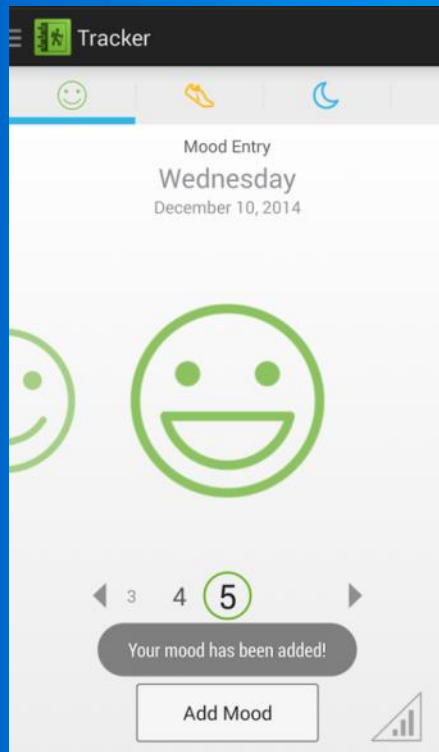 Tracker
Mood Entry
Wednesday
December 10, 2014
3 4 5
Your mood has been added!
Add Mood